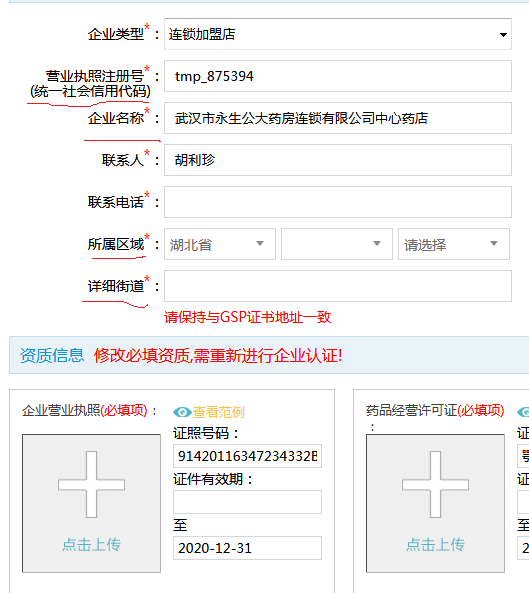 企业类型*： 连锁加盟店
营业执照注册号*： tmp_875394
(统一社会信用代码)
企业名称*： 武汉市永生公大药房连锁有限公司中心药店
联系人*： 胡利珍
联系电话*：
所属区域*： 湖北省 请选择
详细街道*：
请保持与GSP证书地址一致
资质信息 修改必填资质,需重新进行企业认证!
企业营业执照(必填项)： 查看范例
证照号码：
91420116347234332B
证件有效期：
至
2020-12-31
点击上传
药品经营许可证(必填项)
：
点击上传